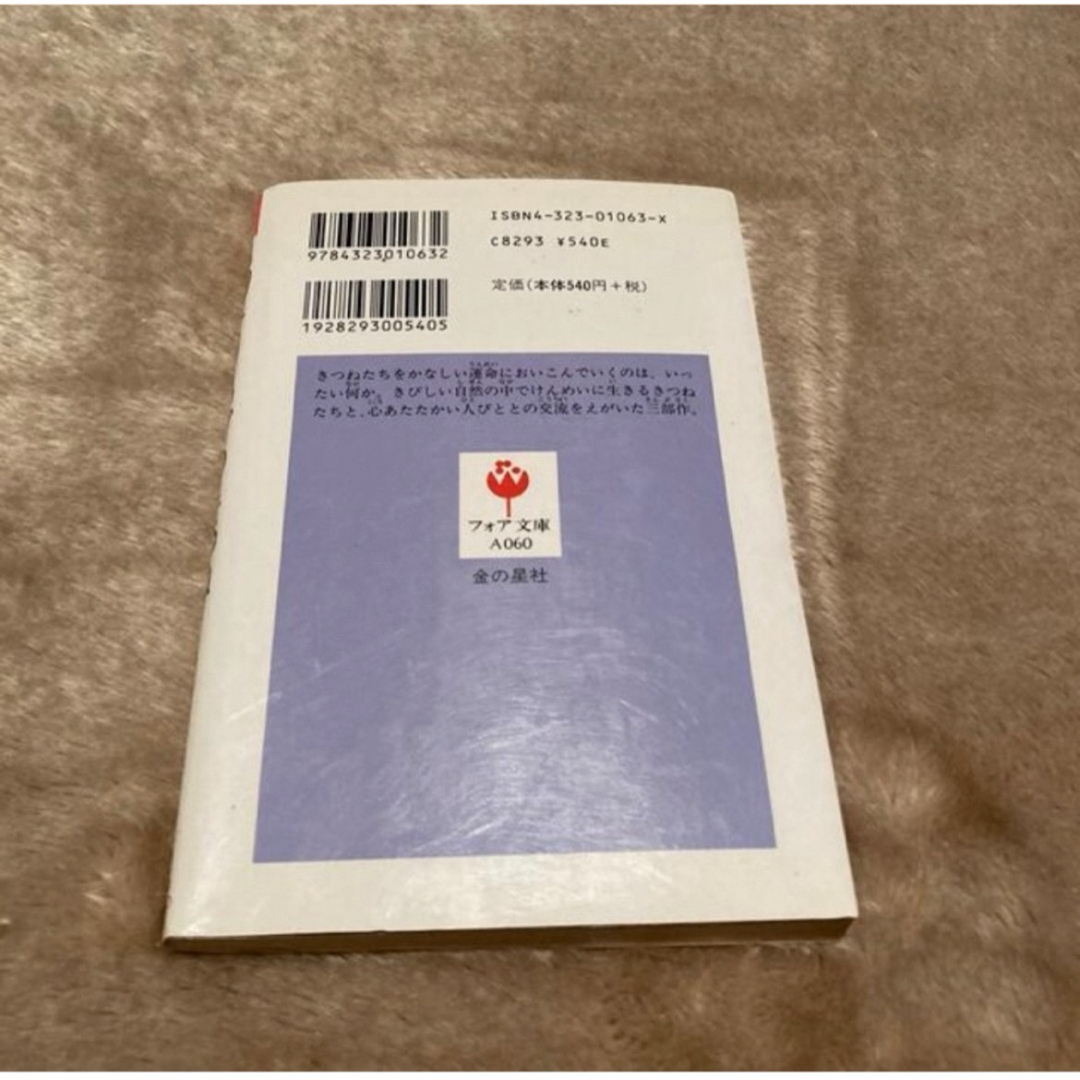 ISBN4-323-01063-X
C8293 ¥540E
9784323010632
定価(本体540円+税)
1928293005405
きつねたちをかなしい運命においこんでいくのは、いっ
たい何か。きびしい自然の中でけんめいに生きるきつね
たちと、心あたたかい人びととの交流をえがいた三部作。
フォア文庫
A060
金の星社